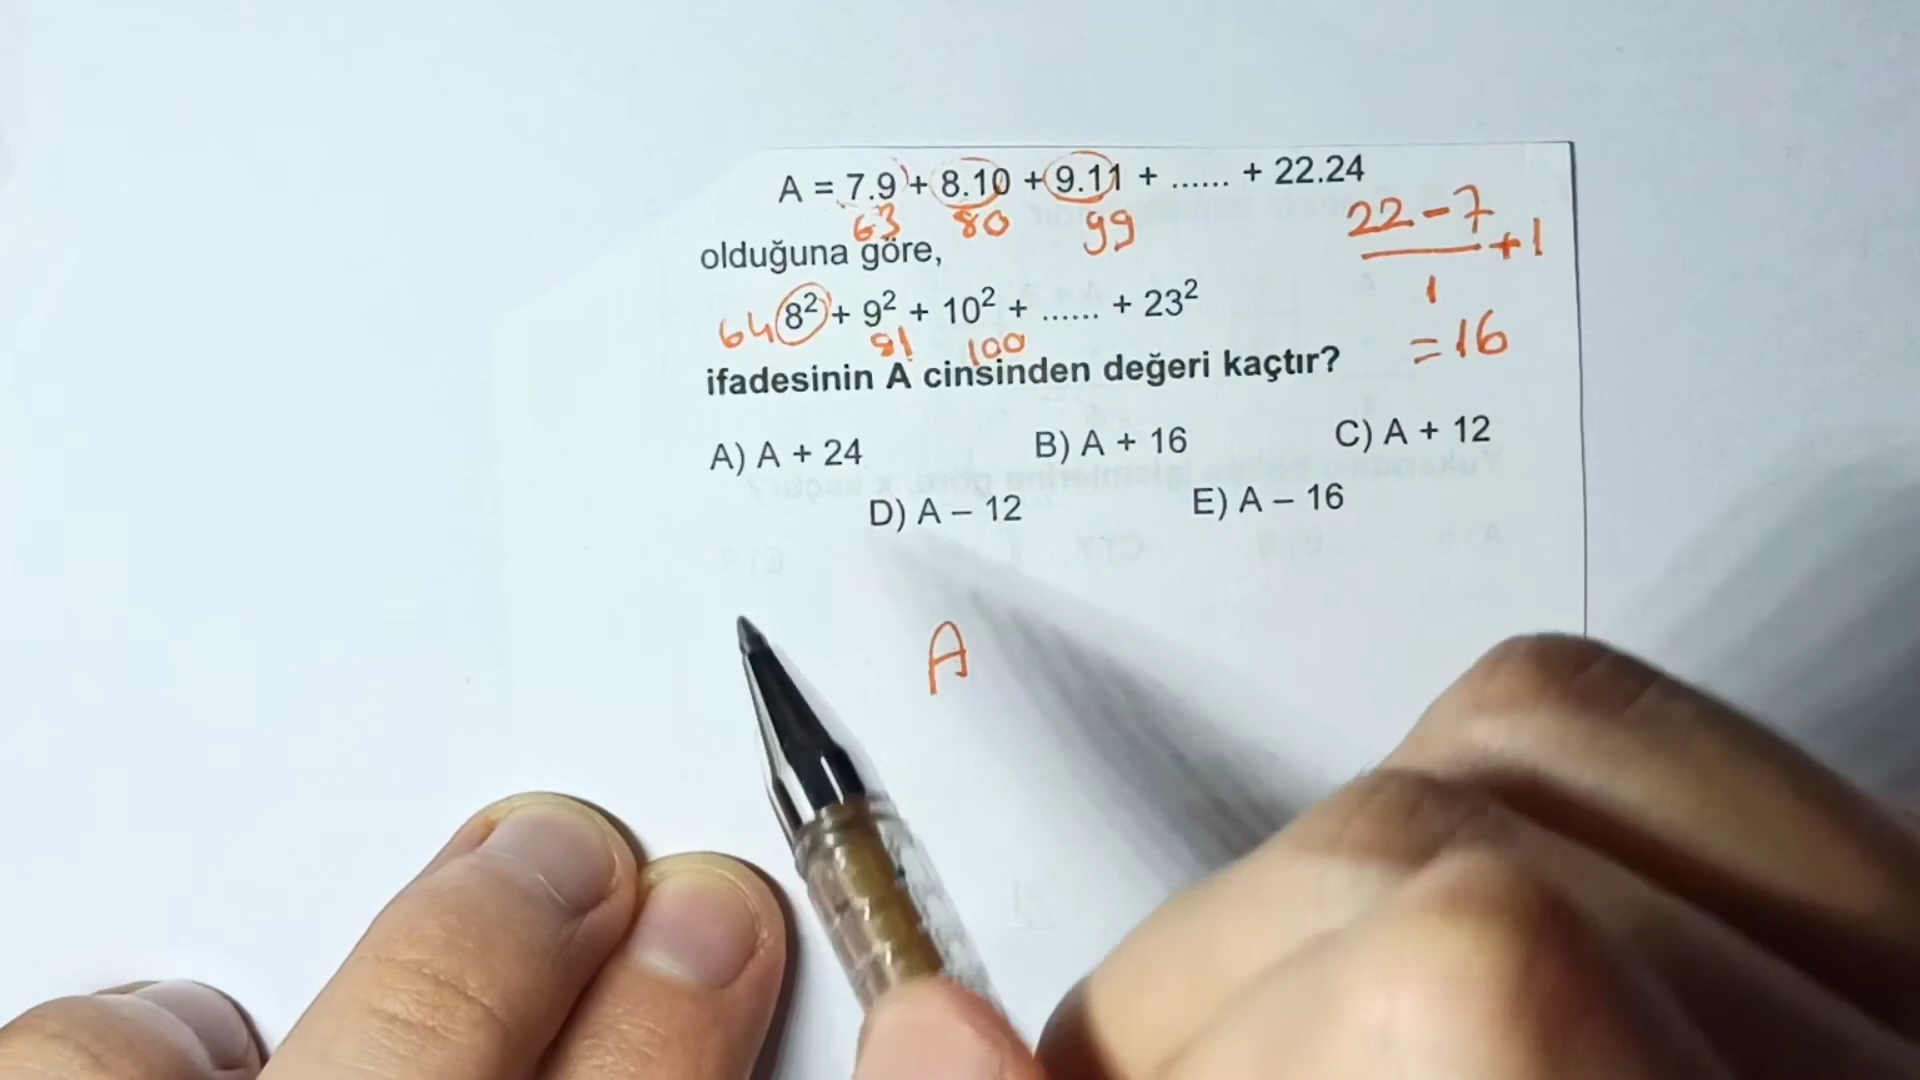 A = 7.9 + 8.10 + 9.11 + ...... + 22.24
63 80 99
22 - 7
+ 1
1
= 16
olduğuna göre,
64 8² + 9² + 10² + ...... + 23²
81 100
ifadesinin A cinsinden değeri kaçtır?
A) A + 24 B) A + 16 C) A + 12
D) A – 12 E) A – 16
A